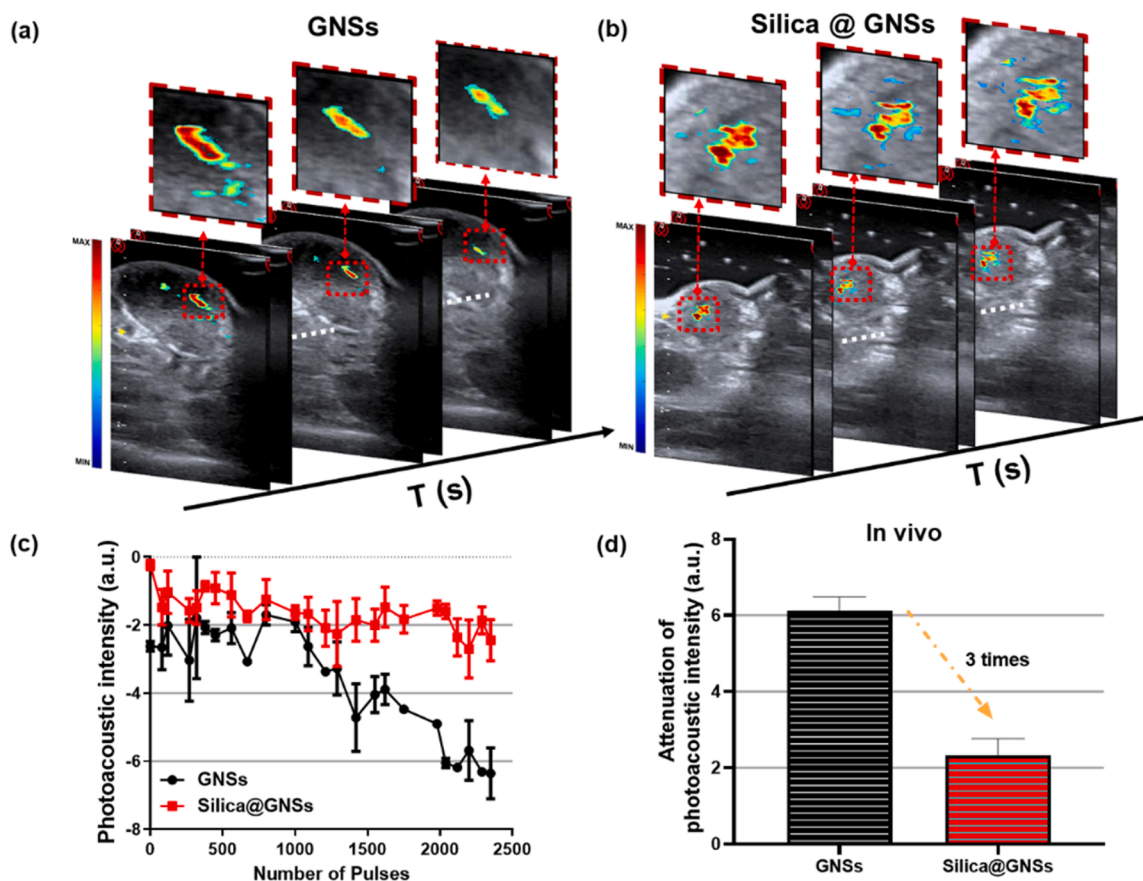 (a)
GNSs
MAX
MIN
T (s)
(b)
Silica @ GNSs
MAX
MIN
T (s)
(c)
Photoacoustic intensity (a.u.)
0
-2
-4
-6
-8
GNSs
Silica@GNSs
0
500
1000
1500
2000
2500
Number of Pulses
(d)
In vivo
Attenuation of
photoacoustic intensity (a.u.)
8
6
4
2
0
3 times
GNSs
Silica@GNSs